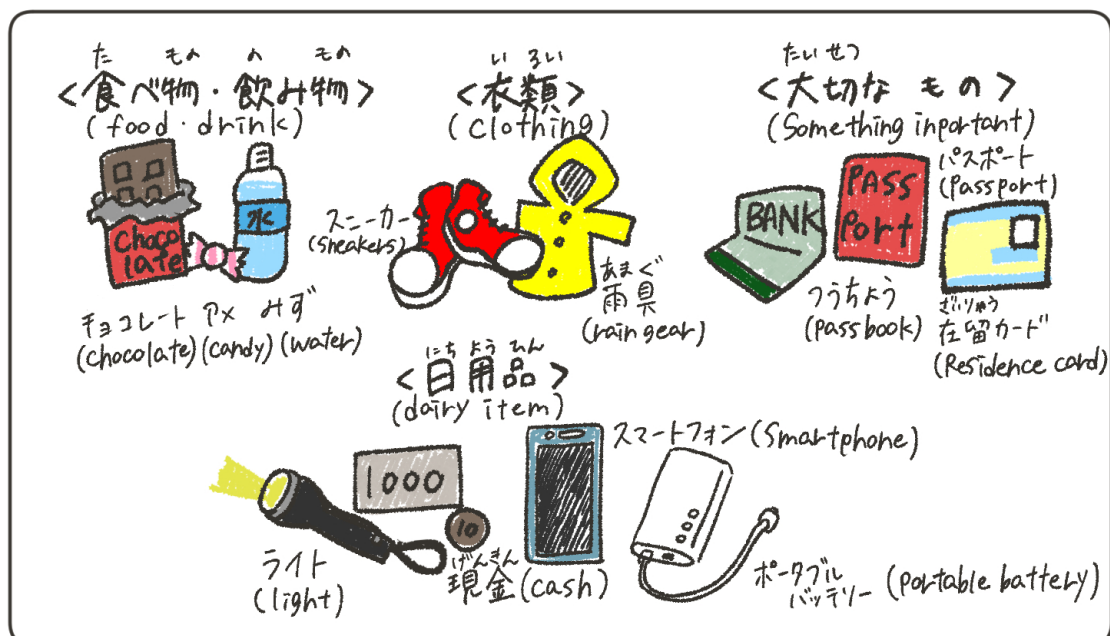 た もの の もの
<食べ物・飲み物>
(food・drink)
Choco
late
水
チョコレート アメ みず
(chocolate) (candy) (water)
いるい
<衣類>
(clothing)
スニーカー
(sneakers)
あまぐ
雨具
(rain gear)
たいせつ
<大切なもの>
(Something inportant)
BANK
PASS
Port
パスポート
(Passport)
つうちょう
(passbook)
ざいりゅう
在留カード
(Residence card)
にちようひん
<日用品>
(dairy item)
ライト
(light)
1000
10
げんきん
現金(cash)
スマートフォン(Smartphone)
ポータブル
バッテリー (portable battery)